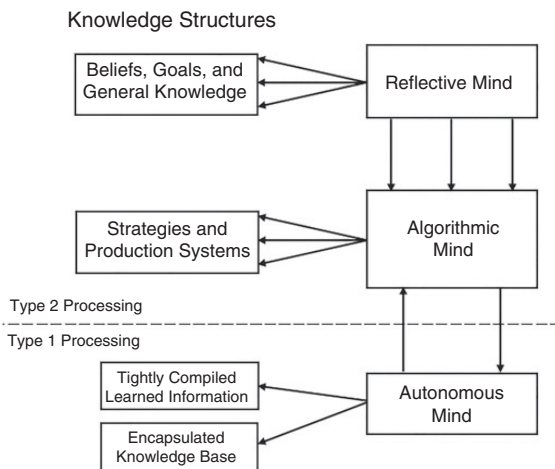 Knowledge Structures
Beliefs, Goals, and
General Knowledge
Reflective Mind
Strategies and
Production Systems
Algorithmic
Mind
Type 2 Processing
Type 1 Processing
Tightly Compiled
Learned Information
Autonomous
Mind
Encapsulated
Knowledge Base